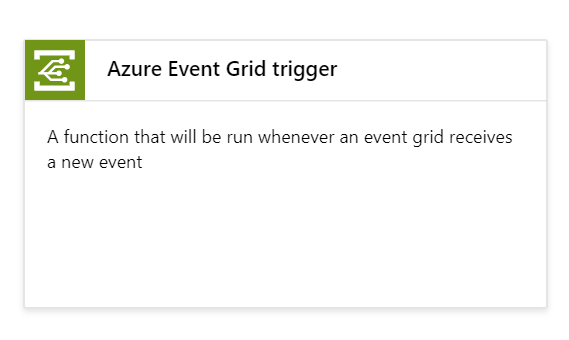 Azure Event Grid trigger
A function that will be run whenever an event grid receives
a new event